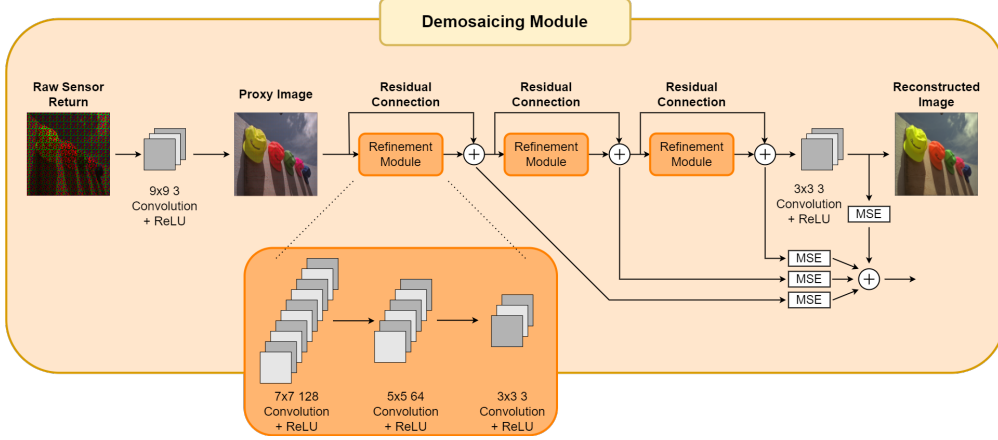 Demosaicing Module
Raw Sensor
Return
Proxy Image
Residual
Connection
Residual
Connection
Residual
Connection
Reconstructed
Image
Refinement
Module
Refinement
Module
Refinement
Module
9x9 3
Convolution
+ ReLU
3x3 3
Convolution
+ ReLU
MSE
MSE
MSE
MSE
7x7 128
Convolution
+ ReLU
5x5 64
Convolution
+ ReLU
3x3 3
Convolution
+ ReLU